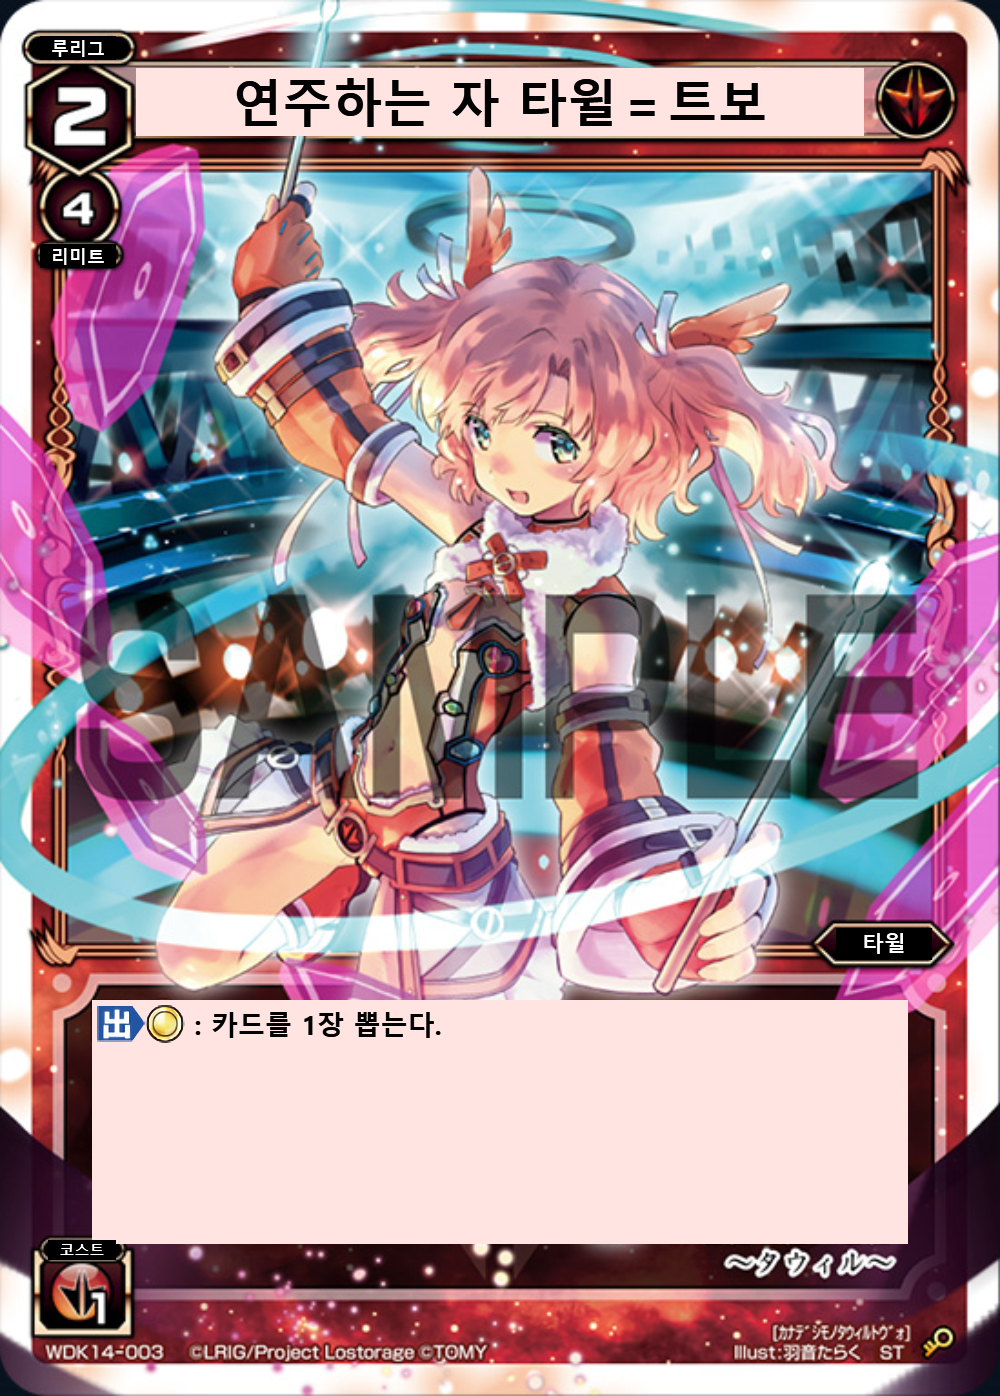 루리그
2
연주하는 자 타윌=트보
4
리미트
SAMPLE
타윌
出 : 카드를 1장 뽑는다.
~タウィル~
코스트
1
[カナデシモノタウィルトヴォ]
WDK14-003 ©LRIG/Project Lostorage ©TOMY Illust:羽音たらく ST